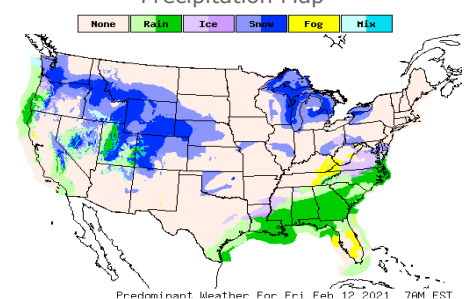 Precipitation Map
None Rain Ice Snow Fog Mix
Predominant Weather For Fri Feb 12 2021 7AM EST